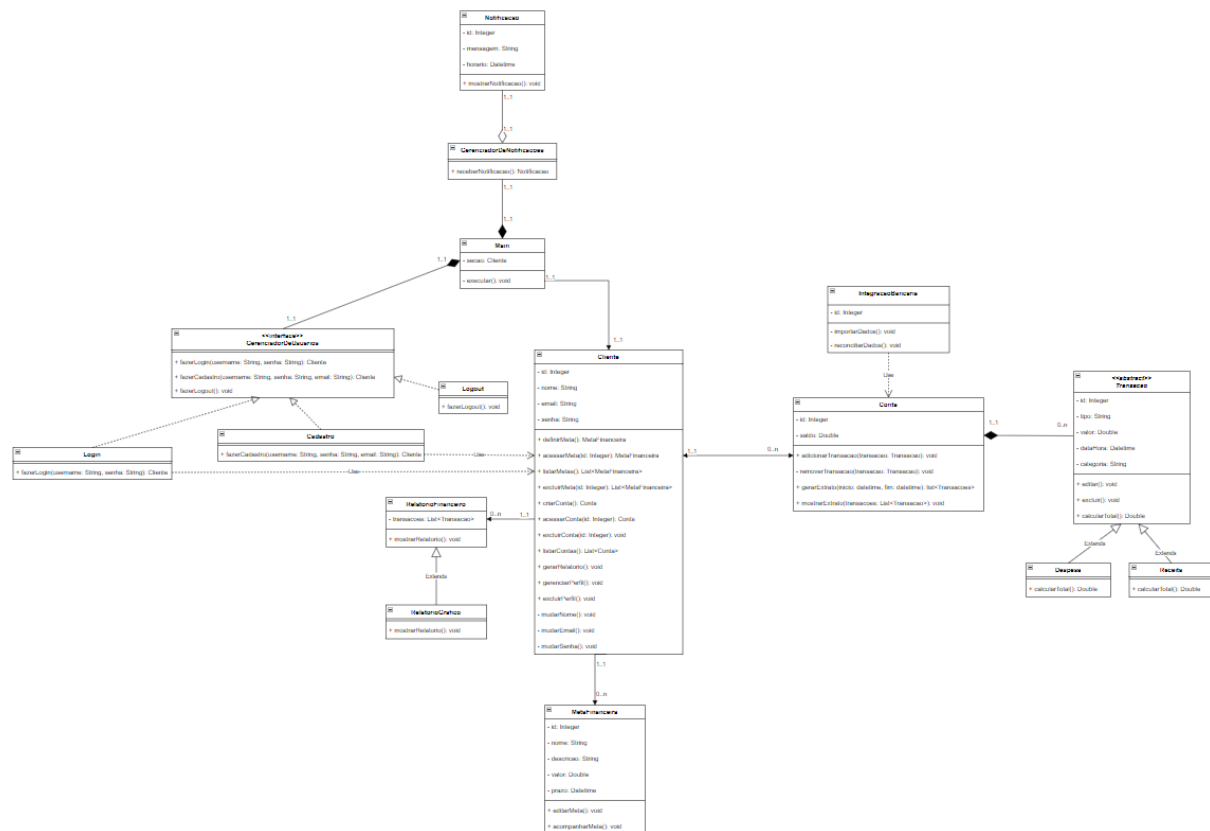 Notificacao
- id: Integer
- mensagem: String
- horario: Datetime
+ mostrarNotificacao(): void
1..1
1..1
GerenciadorDeNotificacoes
+ receberNotificacao(): Notificacao
1..1
1..1
Main
- secao: Cliente
- executar(): void
1..1
1..1
1..1
1..1
<<interface>>
GerenciadorDeUsuarios
+ fazerLogin(username: String, senha: String): Cliente
+ fazerCadastro(username: String, senha: String, email: String): Cliente
+ fazerLogout(): void
Logout
+ fazerLogout(): void
Cadastro
+ fazerCadastro(username: String, senha: String, email: String): Cliente
Use
Login
+ fazerLogin(username: String, senha: String): Cliente
Use
Cliente
- id: Integer
- nome: String
- email: String
- senha: String
+ definirMeta(): MetaFinanceira
+ acessarMeta(id: Integer): MetaFinanceira
+ listarMetas(): List<MetaFinanceira>
+ excluirMeta(id: Integer): List<MetaFinanceira>
+ criarConta(): Conta
+ acessarConta(id: Integer): Conta
+ excluirConta(id: Integer): void
+ listarContas(): List<Conta>
+ gerarRelatorio(): void
+ gerenciarPerfil(): void
+ excluirPerfil(): void
- mudarNome(): void
- mudarEmail(): void
- mudarSenha(): void
1..1
0..n
IntegracaoBancaria
- id: Integer
- importarDados(): void
- reconciliarDados(): void
Use
Conta
- id: Integer
- saldo: Double
+ adicionarTransacao(transacao: Transacao): void
- removerTransacao(transacao: Transacao): void
+ gerarExtrato(inicio: datetime, fim: datetime): list<Transacoes>
+ mostrarExtrato(transacoes: List<Transacao>): void
1..1
0..n
<<abstract>>
Transacao
- id: Integer
- tipo: String
- valor: Double
- dataHora: Datetime
- categoria: String
+ editar(): void
+ excluir(): void
+ calcularTotal(): Double
Extends
Extends
Despesa
+ calcularTotal(): Double
Receita
+ calcularTotal(): Double
RelatorioFinanceiro
- transacoes: List<Transacao>
+ mostrarRelatorio(): void
0..n
1..1
Extends
RelatorioGrafico
+ mostrarRelatorio(): void
1..1
0..n
MetaFinanceira
- id: Integer
- nome: String
- descricao: String
- valor: Double
- prazo: Datetime
+ editarMeta(): void
+ acompanharMeta(): void